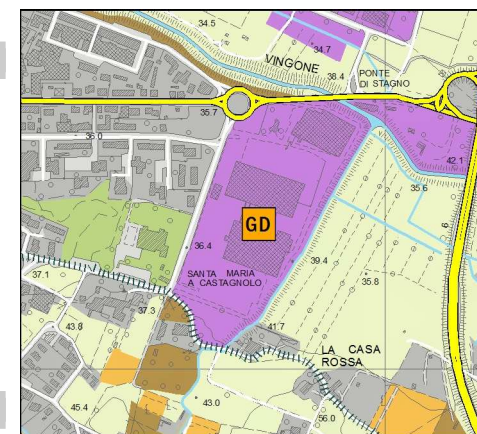 34.5
34.7
VINGONE
38.4
PONTE
DI STAGNO
35.7
36.0
42.1
35.6
GD
36.4
39.4
37.1
SANTA MARIA
A CASTAGNOLO
35.8
37.3
43.8
41.7
LA CASA
ROSSA
45.4
43.0
56.0